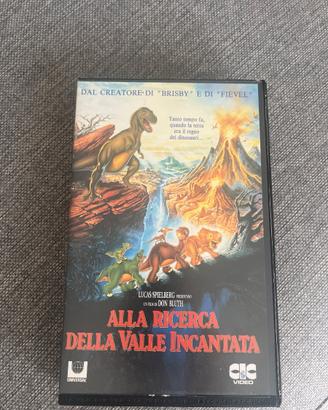 DAL CREATORE DI "BRISBY" E DI "FIEVEL"
Tanto tempo fa,
quando la terra
era il regno
dei dinosauri...
LUCAS/SPIELBERG PRESENTANO
UN FILM DI DON BLUTH
ALLA RICERCA
DELLA VALLE INCANTATA
UNIVERSAL
CIC
VIDEO